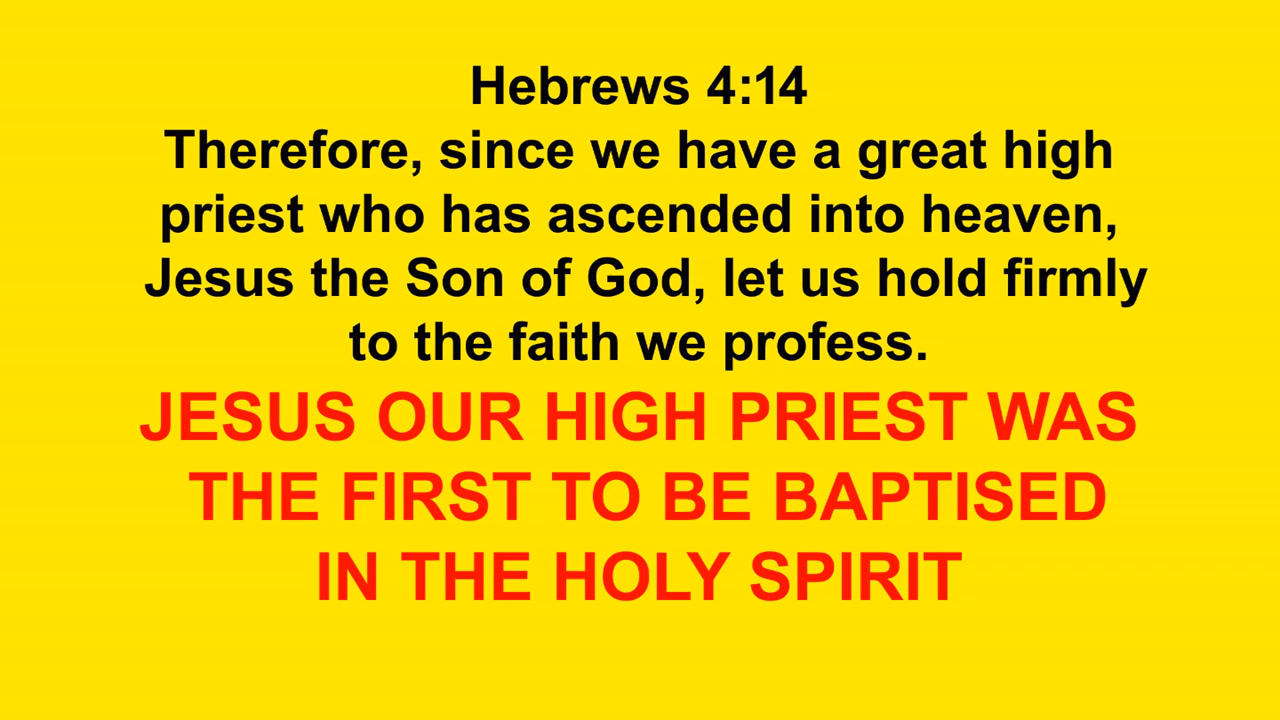 Hebrews 4:14
Therefore, since we have a great high
priest who has ascended into heaven,
Jesus the Son of God, let us hold firmly
to the faith we profess.
JESUS OUR HIGH PRIEST WAS
THE FIRST TO BE BAPTISED
IN THE HOLY SPIRIT